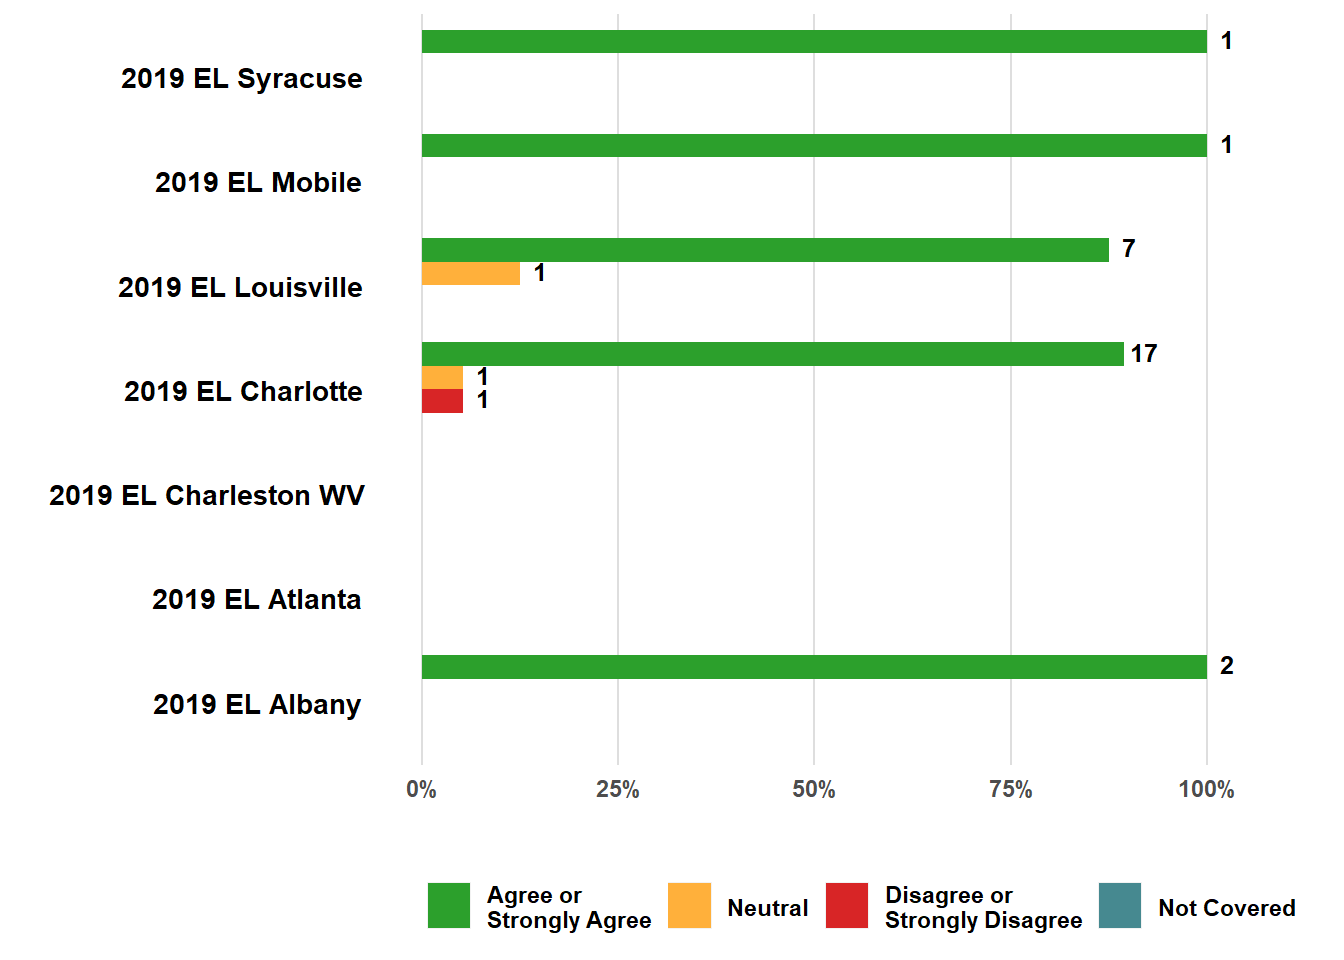 1
2019 EL Syracuse
1
2019 EL Mobile
7
1
2019 EL Louisville
17
1
2019 EL Charlotte
1
2019 EL Charleston WV
2019 EL Atlanta
2
2019 EL Albany
0% 25% 50% 75% 100%
Agree or
Strongly Agree
Neutral
Disagree or
Strongly Disagree
Not Covered